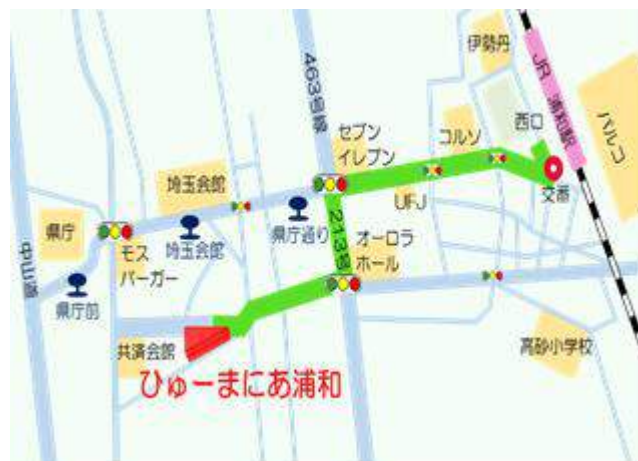 伊勢丹
JR 浦和駅
パルコ
463号線
セブン
イレブン
コルソ
西口
交番
埼玉会館
UFJ
県庁
モス
バーガー
埼玉会館
県庁通り
213号
オーロラ
ホール
中山道
県庁前
共済会館
高砂小学校
ひゅーまにあ浦和